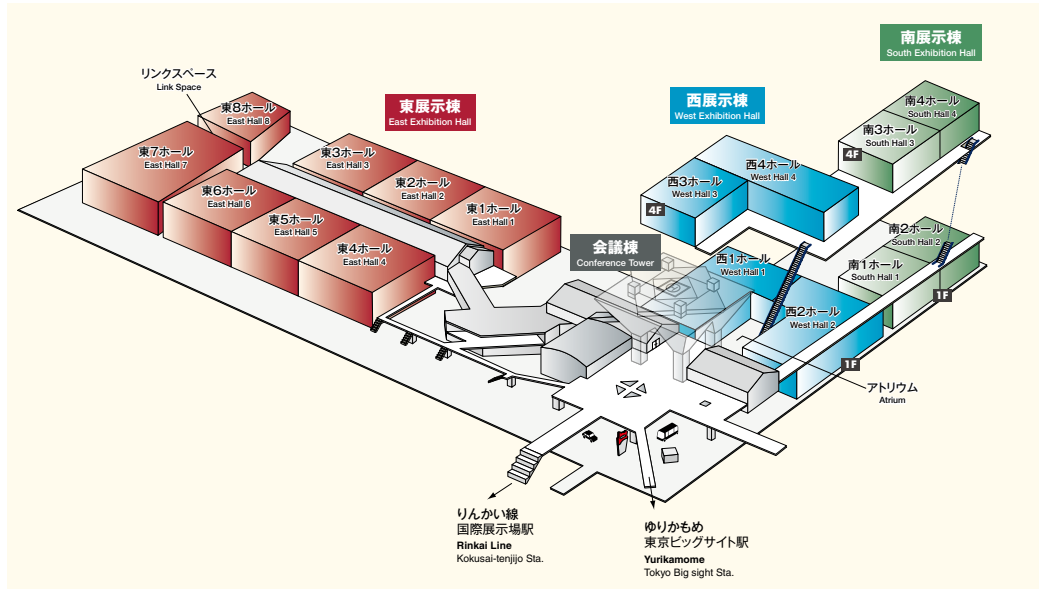 南展示棟
South Exhibition Hall
リンクスペース
Link Space
東展示棟
East Exhibition Hall
西展示棟
West Exhibition Hall
東8ホール
East Hall 8
東7ホール
East Hall 7
東3ホール
East Hall 3
東2ホール
East Hall 2
東1ホール
East Hall 1
東6ホール
East Hall 6
東5ホール
East Hall 5
東4ホール
East Hall 4
南4ホール
South Hall 4
南3ホール
South Hall 3
4F
西4ホール
West Hall 4
西3ホール
West Hall 3
4F
会議棟
Conference Tower
西1ホール
West Hall 1
西2ホール
West Hall 2
1F
南2ホール
South Hall 2
南1ホール
South Hall 1
1F
アトリウム
Atrium
りんかい線
国際展示場駅
Rinkai Line
Kokusai-tenjijo Sta.
ゆりかもめ
東京ビッグサイト駅
Yurikamome
Tokyo Big sight Sta.